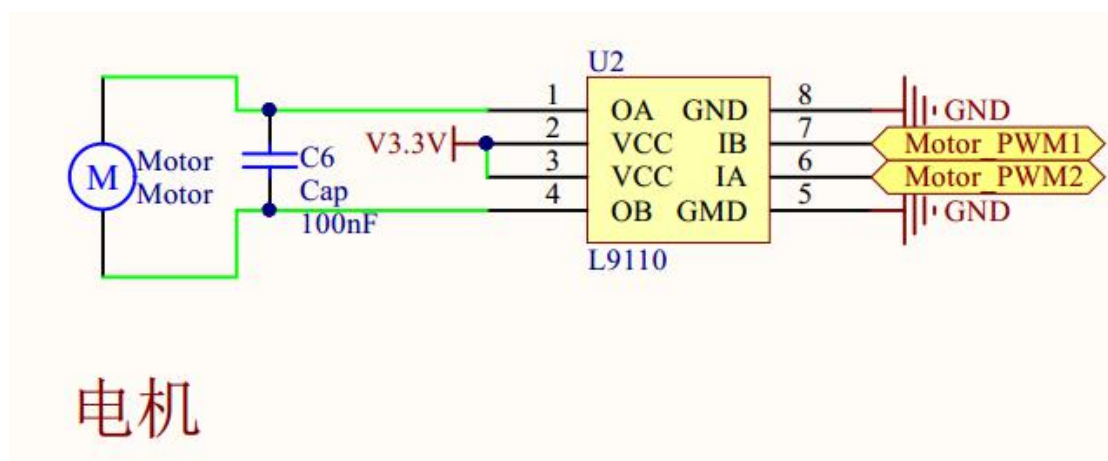 U2
1 OA GND 8 GND
V3.3V 2 VCC IB 7 Motor_PWM1
3 VCC IA 6 Motor_PWM2
4 OB GMD 5 GND
L9110
M Motor
Motor
C6
Cap
100nF
电机